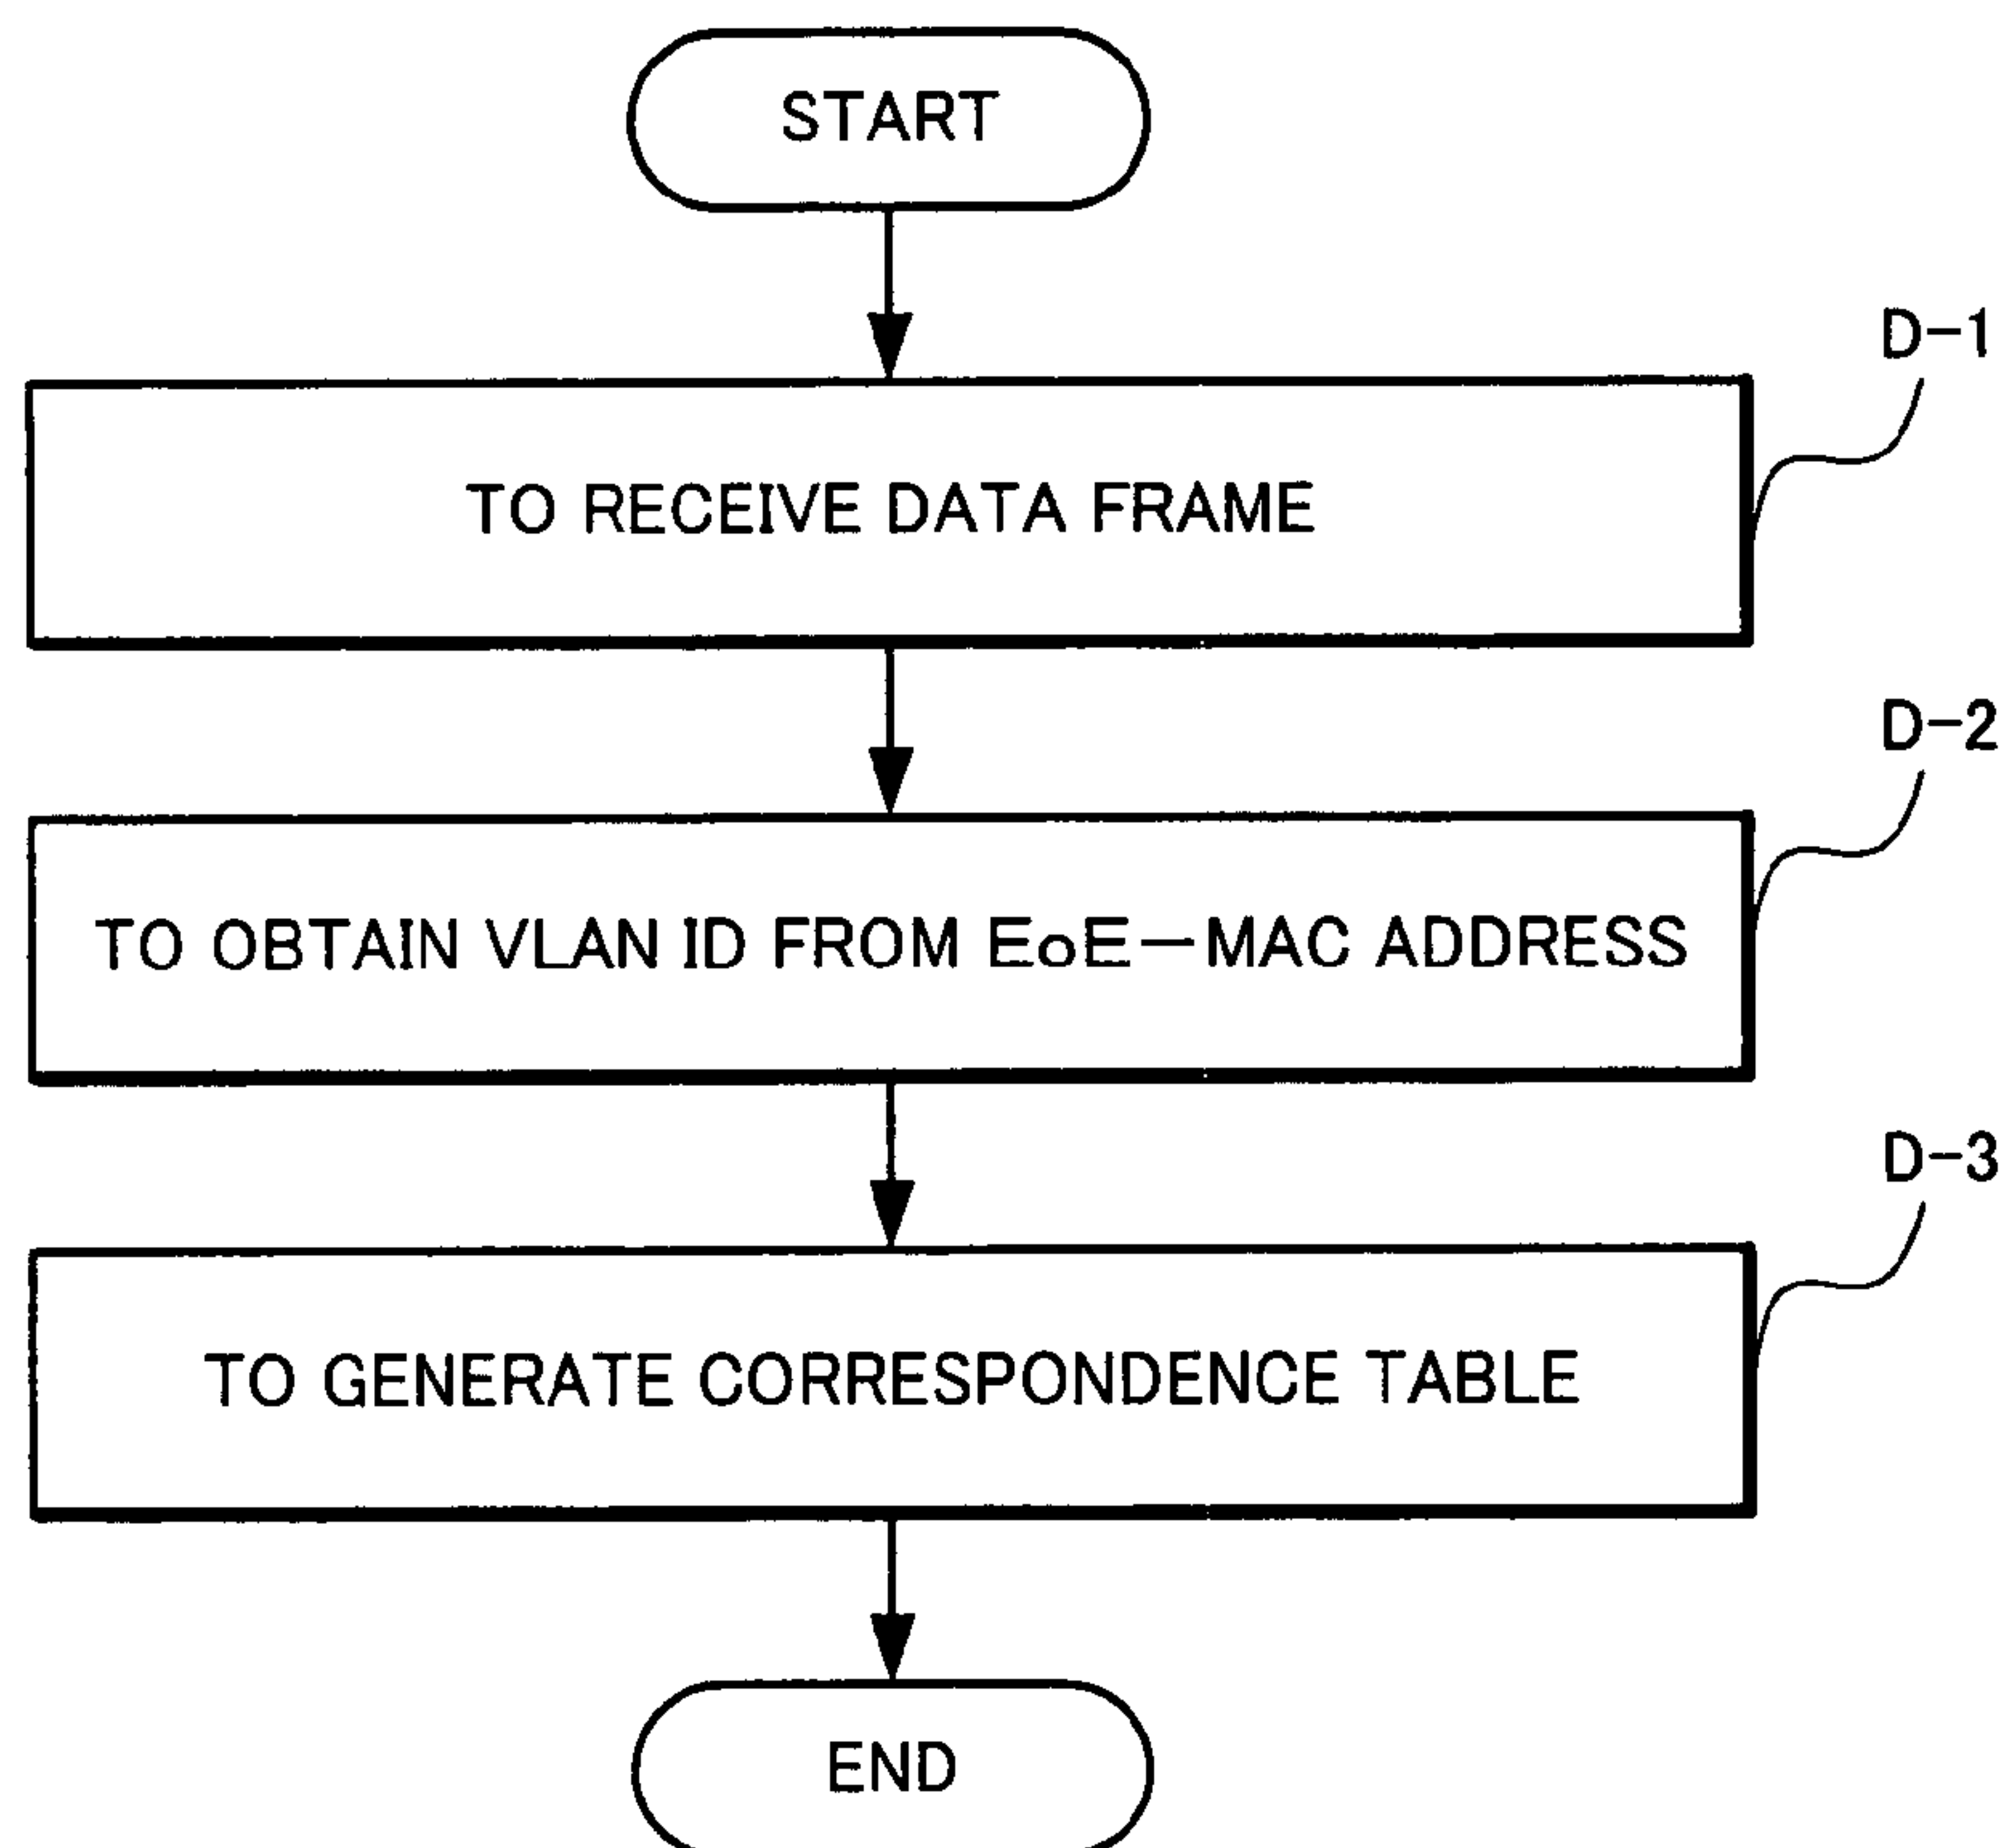 START
D-1
TO RECEIVE DATA FRAME
D-2
TO OBTAIN VLAN ID FROM EoE-MAC ADDRESS
D-3
TO GENERATE CORRESPONDENCE TABLE
END